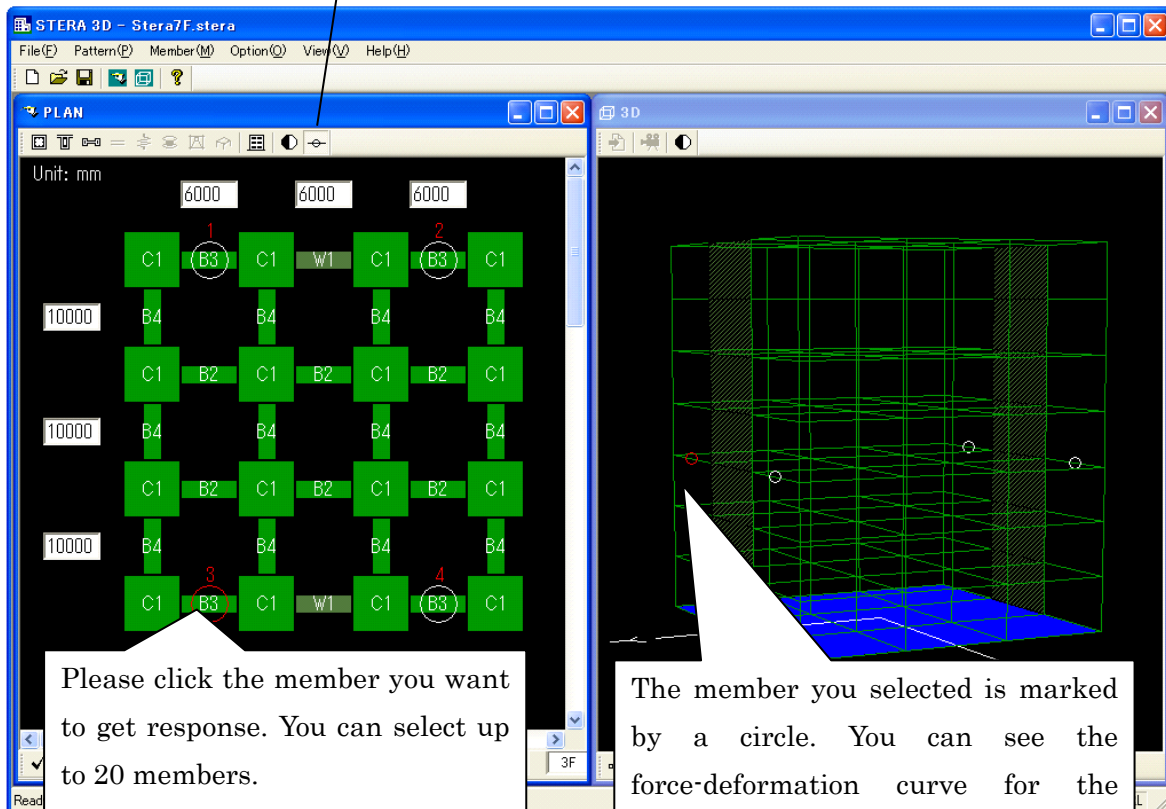 STERA 3D - Stera7F.stera
File(F) Pattern(P) Member(M) Option(O) View(V) Help(H)
PLAN
3D
Unit: mm
6000 6000 6000
1 2
C1 B3 C1 W1 C1 B3 C1
10000 B4 B4 B4 B4
C1 B2 C1 B2 C1 B2 C1
10000 B4 B4 B4 B4
C1 B2 C1 B2 C1 B2 C1
10000 B4 B4 B4 B4
3 4
C1 B3 C1 W1 C1 B3 C1
Please click the member you want
to get response. You can select up
to 20 members.
3F
The member you selected is marked
by a circle. You can see the
force-deformation curve for the
Read